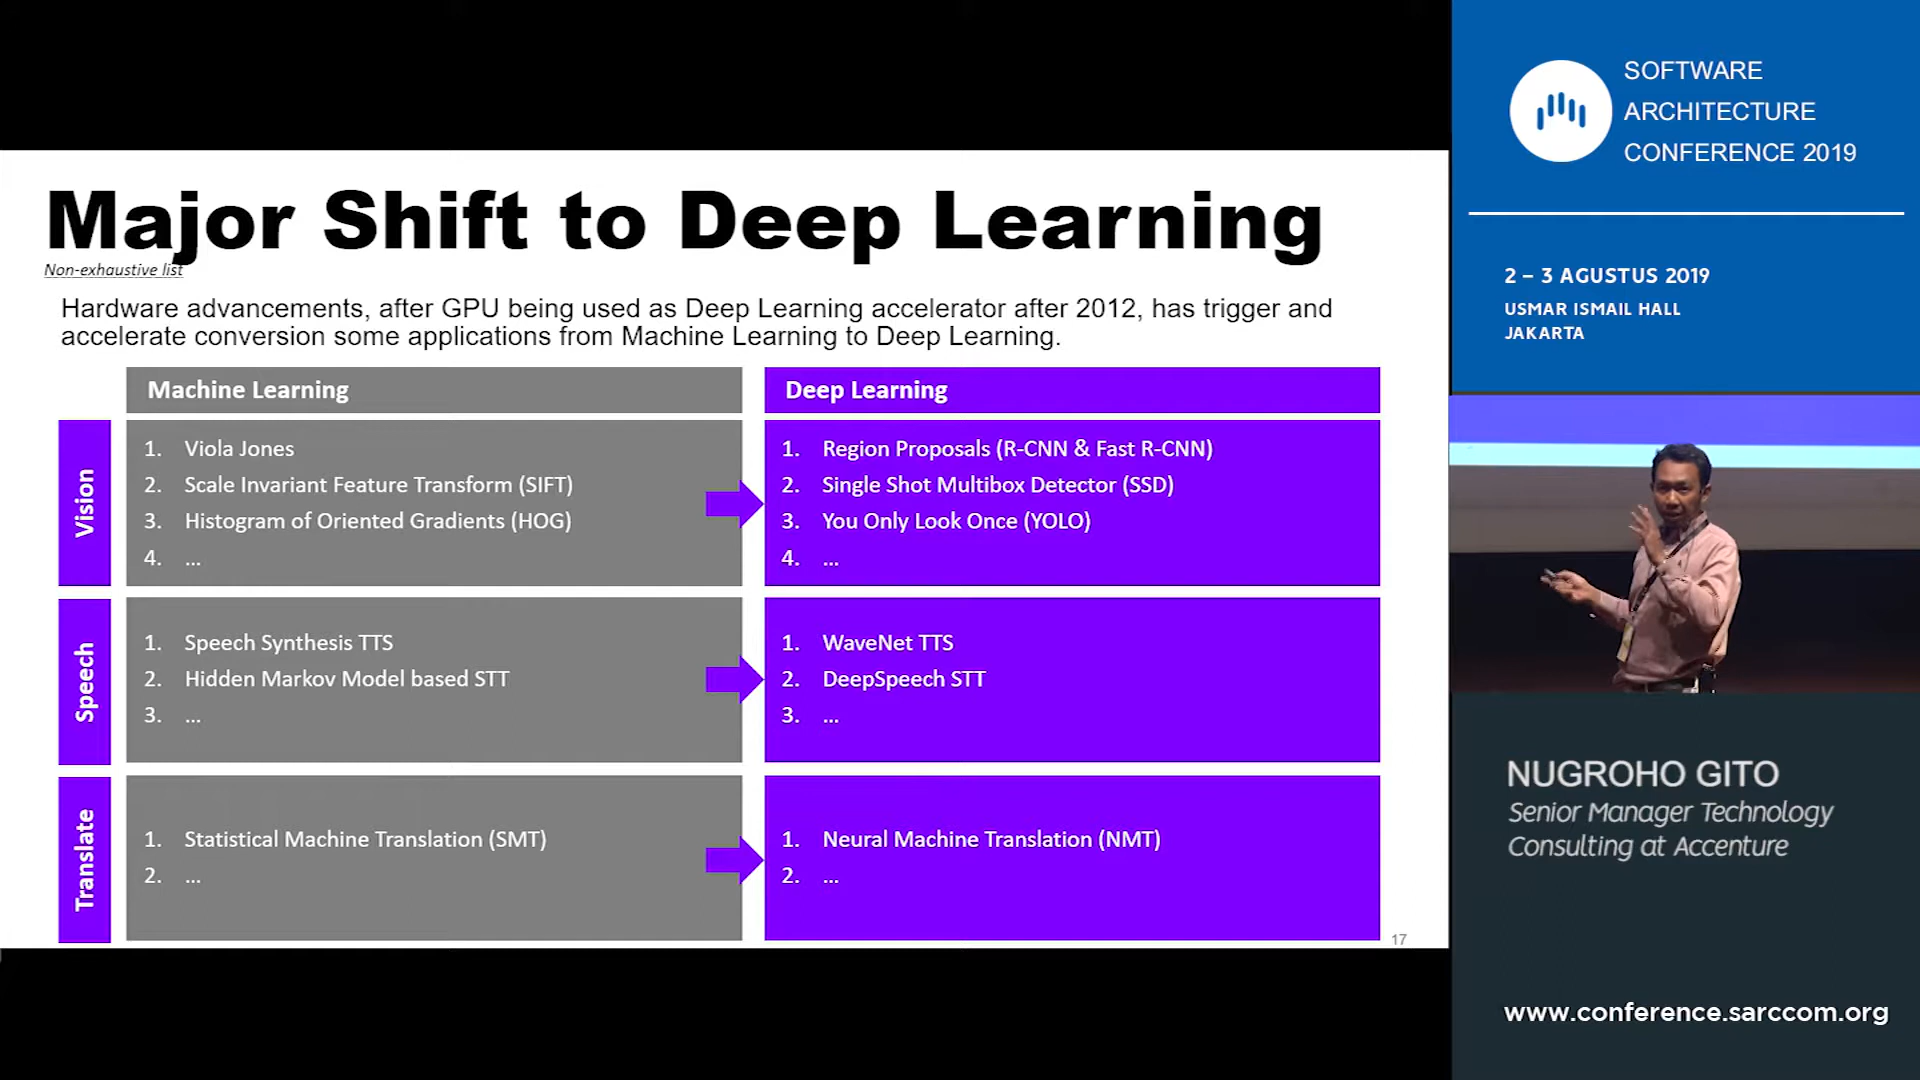 Major Shift to Deep Learning
Non-exhaustive list
Hardware advancements, after GPU being used as Deep Learning accelerator after 2012, has trigger and
accelerate conversion some applications from Machine Learning to Deep Learning.
Machine Learning
Deep Learning
Vision
1. Viola Jones
2. Scale Invariant Feature Transform (SIFT)
3. Histogram of Oriented Gradients (HOG)
4. ...
1. Region Proposals (R-CNN & Fast R-CNN)
2. Single Shot Multibox Detector (SSD)
3. You Only Look Once (YOLO)
4. ...
Speech
1. Speech Synthesis TTS
2. Hidden Markov Model based STT
3. ...
1. WaveNet TTS
2. DeepSpeech STT
3. ...
Translate
1. Statistical Machine Translation (SMT)
2. ...
1. Neural Machine Translation (NMT)
2. ...
17
SOFTWARE
ARCHITECTURE
CONFERENCE 2019
2 – 3 AGUSTUS 2019
USMAR ISMAIL HALL
JAKARTA
NUGROHO GITO
Senior Manager Technology
Consulting at Accenture
www.conference.sarccom.org